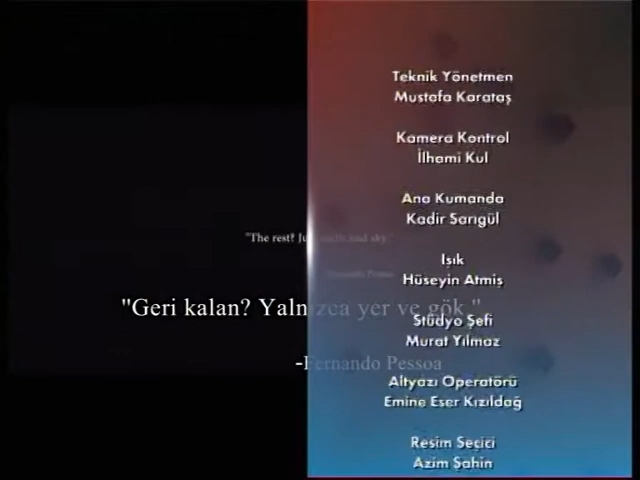 Teknik Yönetmen
Mustafa Karataş
Kamera Kontrol
İlhami Kul
Ana Kumanda
Kadir Sarıgül
"The rest? Just earth and sky."
Fernando Pessoa
Işık
Hüseyin Atmiş
"Geri kalan? Yalnızca yer ve gök."
-Fernando Pessoa
Stüdyo Şefi
Murat Yılmaz
Altyazı Operatörü
Emine Eser Kızıldağ
Resim Seçici
Azim Şahin